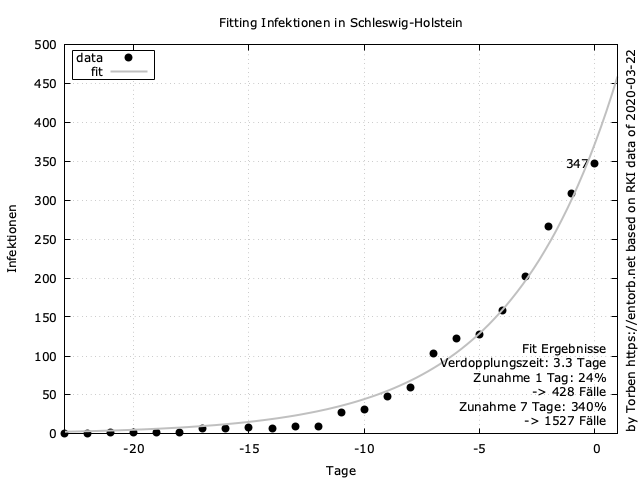 Fitting Infektionen in Schleswig-Holstein
500
450
400
350
300
250
200
150
100
50
0
-20
-15
-10
-5
0
Infektionen
Tage
data
fit
347
Fit Ergebnisse
Verdopplungszeit: 3.3 Tage
Zunahme 1 Tag: 24%
-> 428 Fälle
Zunahme 7 Tage: 340%
-> 1527 Fälle
by Torben https://entorb.net based on RKI data of 2020-03-22